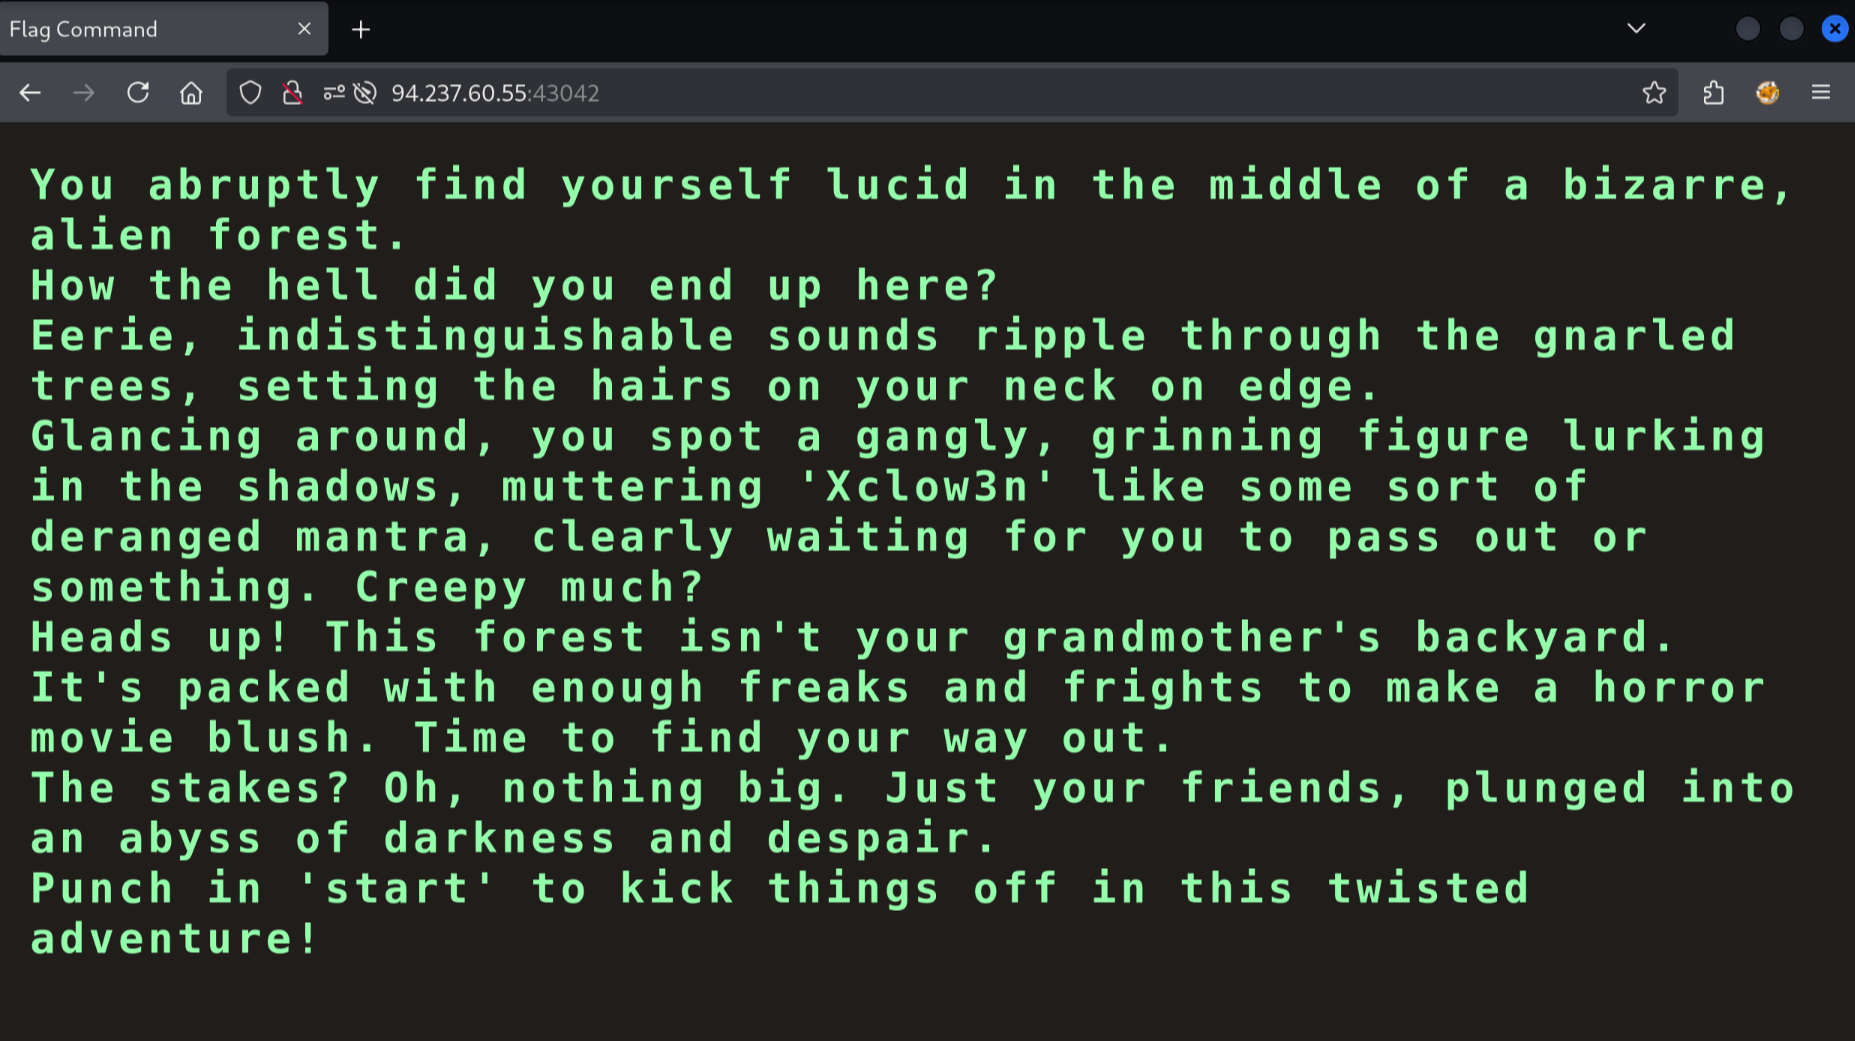 Flag Command
94.237.60.55:43042
You abruptly find yourself lucid in the middle of a bizarre,
alien forest.
How the hell did you end up here?
Eerie, indistinguishable sounds ripple through the gnarled
trees, setting the hairs on your neck on edge.
Glancing around, you spot a gangly, grinning figure lurking
in the shadows, muttering 'Xclow3n' like some sort of
deranged mantra, clearly waiting for you to pass out or
something. Creepy much?
Heads up! This forest isn't your grandmother's backyard.
It's packed with enough freaks and frights to make a horror
movie blush. Time to find your way out.
The stakes? Oh, nothing big. Just your friends, plunged into
an abyss of darkness and despair.
Punch in 'start' to kick things off in this twisted
adventure!